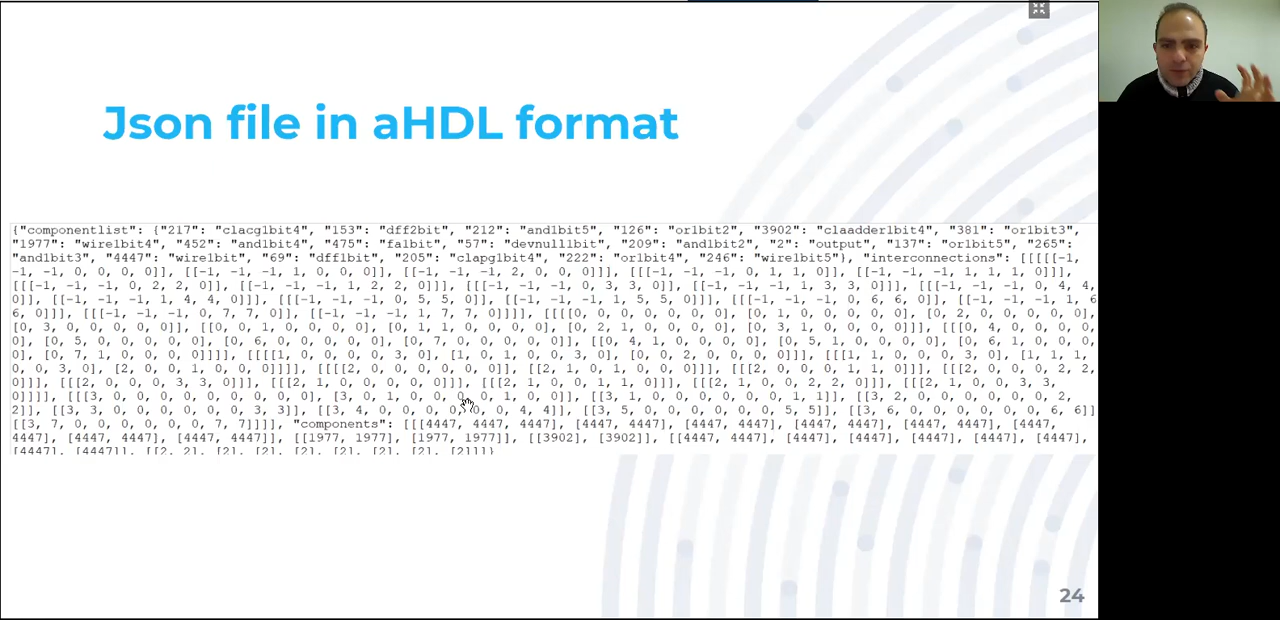 Json file in aHDL format
{"componentlist": {"217": "clacg1bit4", "153": "dff2bit", "212": "and1bit5", "126": "or1bit2", "3902": "claadder1bit4", "381": "or1bit3",
"1977": "wire1bit4", "452": "and1bit4", "475": "fa1bit", "57": "devnull1bit", "209": "and1bit2", "2": "output", "137": "or1bit5", "265":
"and1bit3", "4447": "wire1bit", "69": "dff1bit", "205": "clapg1bit4", "222": "or1bit4", "246": "wire1bit5"}, "interconnections": [[[[[-1,
-1, -1, 0, 0, 0]], [[-1, -1, -1, 1, 0, 0, 0]], [[-1, -1, -1, 2, 0, 0, 0]]], [[[-1, -1, -1, 0, 1, 1, 0]], [[-1, -1, -1, 1, 1, 1, 0]]],
[[[-1, -1, -1, 0, 2, 2, 0]], [[-1, -1, -1, 1, 2, 2, 0]]], [[[-1, -1, -1, 0, 3, 3, 0]], [[-1, -1, -1, 1, 3, 3, 0]]], [[[-1, -1, -1, 0, 4, 4,
0]], [[-1, -1, -1, 1, 4, 4, 0]]], [[[-1, -1, -1, 0, 5, 5, 0]], [[-1, -1, -1, 1, 5, 5, 0]]], [[[-1, -1, -1, 0, 6, 6, 0]], [[-1, -1, -1, 1, 6
6, 0]]], [[[-1, -1, -1, 0, 7, 7, 0]], [[-1, -1, -1, 1, 7, 7, 0]]]], [[[[0, 0, 0, 0, 0, 0, 0], [0, 1, 0, 0, 0, 0, 0], [0, 2, 0, 0, 0, 0, 0],
[0, 3, 0, 0, 0, 0, 0]], [[0, 0, 1, 0, 0, 0, 0], [0, 1, 1, 0, 0, 0, 0], [0, 2, 1, 0, 0, 0, 0], [0, 3, 1, 0, 0, 0, 0]]], [[[0, 4, 0, 0, 0, 0,
0], [0, 5, 0, 0, 0, 0, 0], [0, 6, 0, 0, 0, 0, 0], [0, 7, 0, 0, 0, 0, 0]], [[0, 4, 1, 0, 0, 0, 0], [0, 5, 1, 0, 0, 0, 0], [0, 6, 1, 0, 0, 0,
0], [0, 7, 1, 0, 0, 0, 0]]]], [[[[1, 0, 0, 0, 0, 3, 0], [1, 0, 1, 0, 0, 3, 0], [0, 0, 2, 0, 0, 0, 0]]], [[[1, 1, 0, 0, 0, 3, 0], [1, 1, 1,
0, 0, 3, 0], [2, 0, 0, 1, 0, 0, 0]]]], [[[[2, 0, 0, 0, 0, 0, 0]], [[2, 1, 0, 1, 0, 0, 0]]], [[[2, 0, 0, 0, 1, 1, 0]]], [[[2, 0, 0, 0, 2, 2,
0]]], [[[2, 0, 0, 0, 3, 3, 0]]], [[[2, 1, 0, 0, 0, 0, 0]]], [[[2, 1, 0, 0, 1, 1, 0]]], [[[2, 1, 0, 0, 2, 2, 0]]], [[[2, 1, 0, 0, 3, 3,
0]]]], [[[3, 0, 0, 0, 0, 0, 0, 0, 0], [3, 0, 1, 0, 0, 0, 1, 0, 0]], [[3, 1, 0, 0, 0, 0, 0, 1, 1]], [[3, 2, 0, 0, 0, 0, 0, 2,
2]], [[3, 3, 0, 0, 0, 0, 0, 3, 3]], [[3, 4, 0, 0, 0, 0, 0, 4, 4]], [[3, 5, 0, 0, 0, 0, 0, 5, 5]], [[3, 6, 0, 0, 0, 0, 0, 6, 6]]
[[3, 7, 0, 0, 0, 0, 0, 7, 7]]]], "components": [[[4447, 4447, 4447], [4447, 4447], [4447, 4447], [4447, 4447], [4447, 4447], [4447,
4447], [4447, 4447], [4447, 4447]], [[1977, 1977], [1977, 1977]], [[3902], [3902]], [[4447, 4447], [4447], [4447], [4447], [4447],
[4447], [4447]], [[2, 2], [2], [2], [2], [2], [2], [2], [2]]]}
24